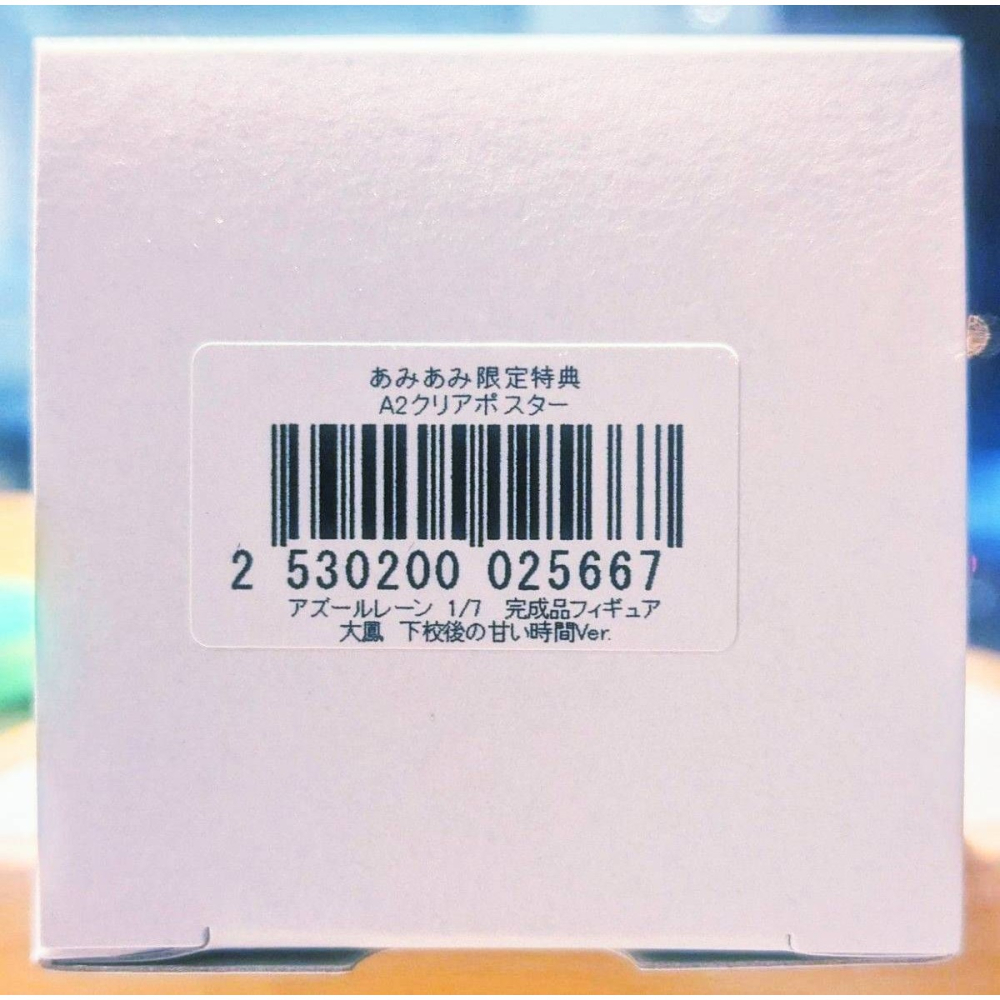 あみあみ限定特典
A2クリアポスター
2 530200 025667
アズールレーン 1/7 完成品フィギュア
大鳳 下校後の甘い時間Ver.